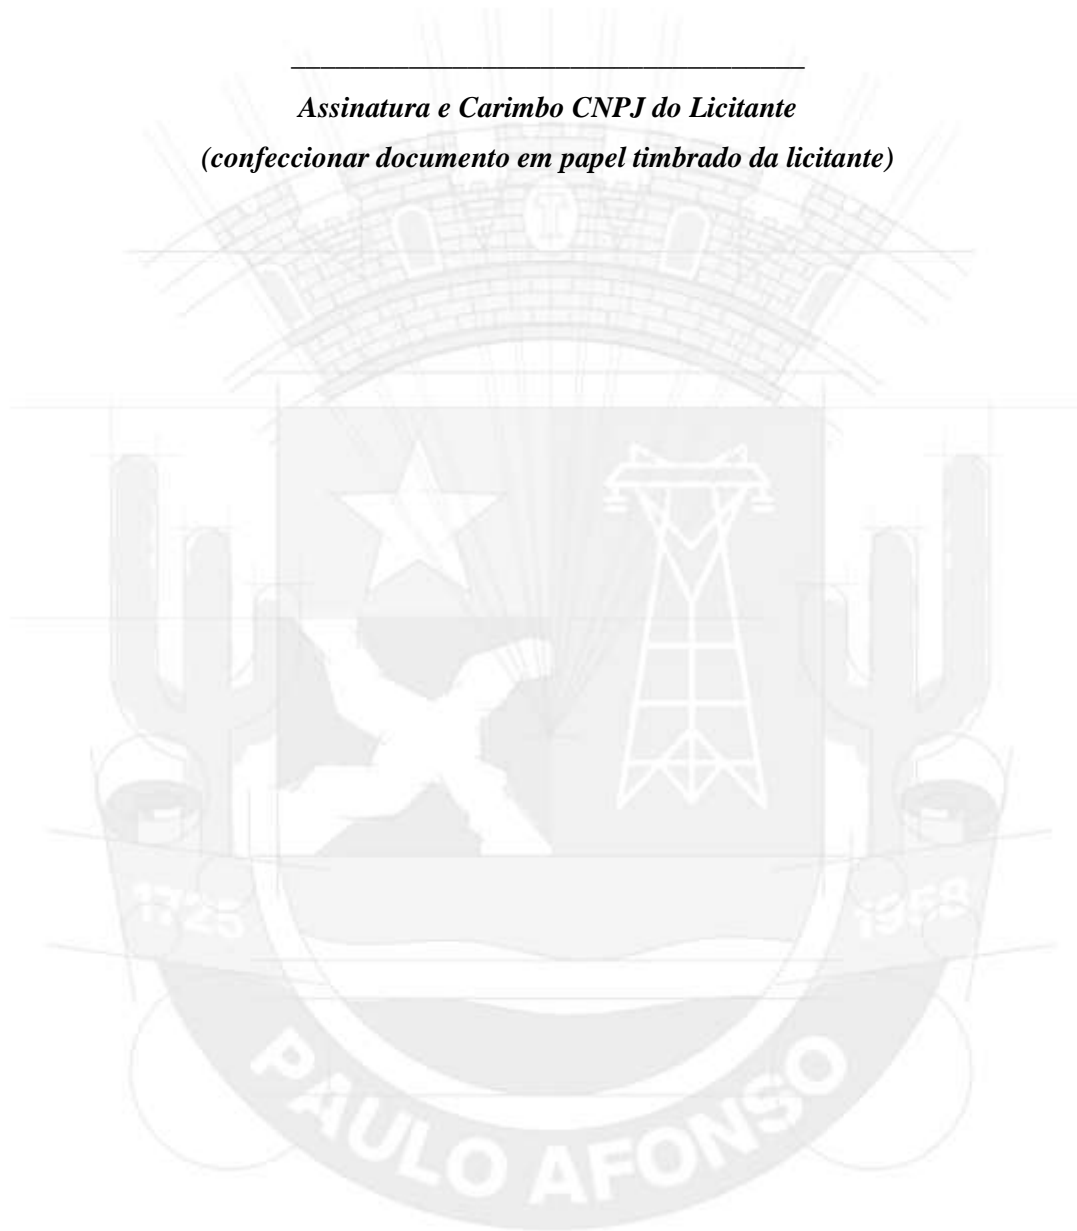 Assinatura e Carimbo CNPJ do Licitante
(confeccionar documento em papel timbrado da licitante)
1725
1958
PAULO AFONSO